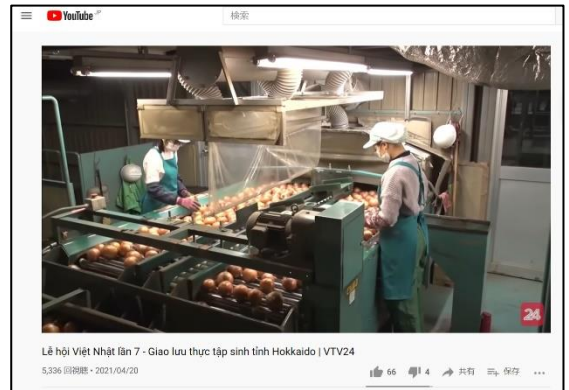 YouTube JP
検索
24
Lễ hội Việt Nhật lần 7 - Giao lưu thực tập sinh tỉnh Hokkaido | VTV24
5,336 回視聴 • 2021/04/20
66 4 共有 保存